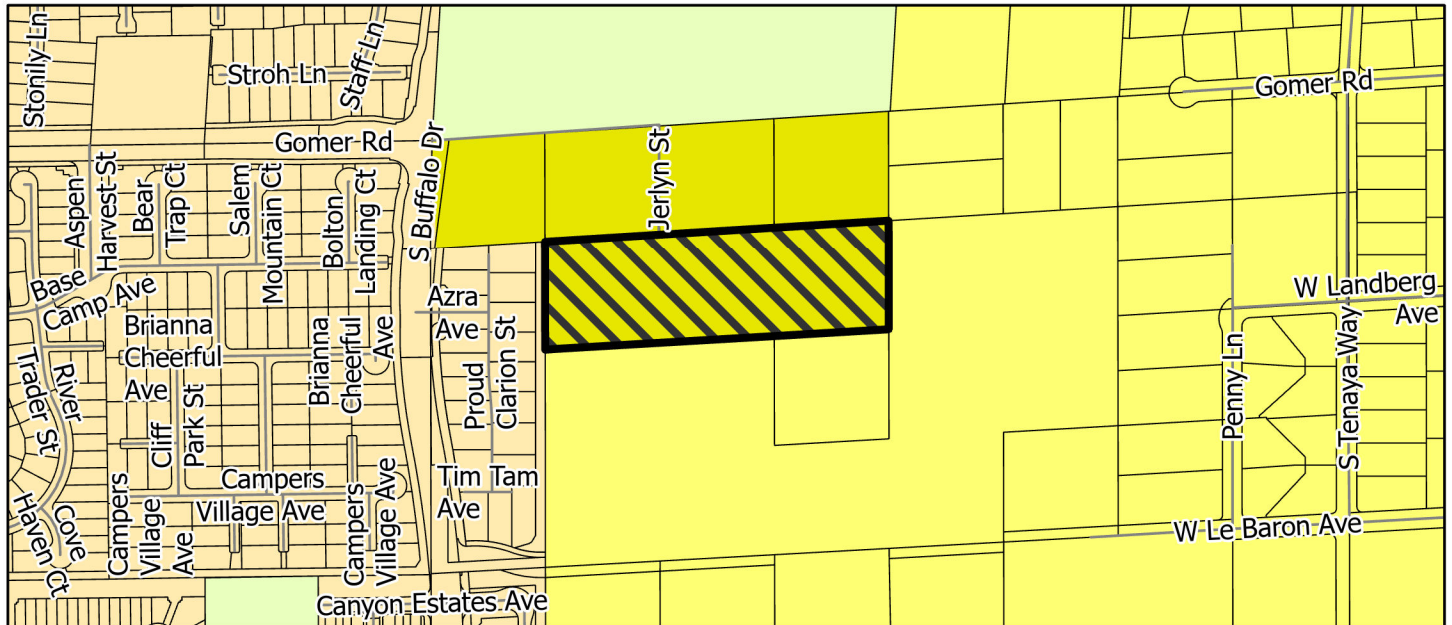 Stonily Ln
Stroh Ln
Staff Ln
Gomer Rd
Gomer Rd
S Buffalo Dr
Jerlyn St
Aspen
Harvest St
Bear
Trap Ct
Salem
Mountain Ct
Bolton
Landing Ct
Base
Camp Ave
Azra
Ave
W Landberg
Ave
Brianna
Cheerful
Ave
Brianna
Cheerful
Ave
Proud
Clarion St
River
Trader St
Cliff
Park St
Penny Ln
S Tenaya Way
Campers
Village Ave
Tim Tam
Ave
Campers
Village
Ave
Campers
Village Ave
Cove
Haven Ct
W Le Baron Ave
Canyon Estates Ave